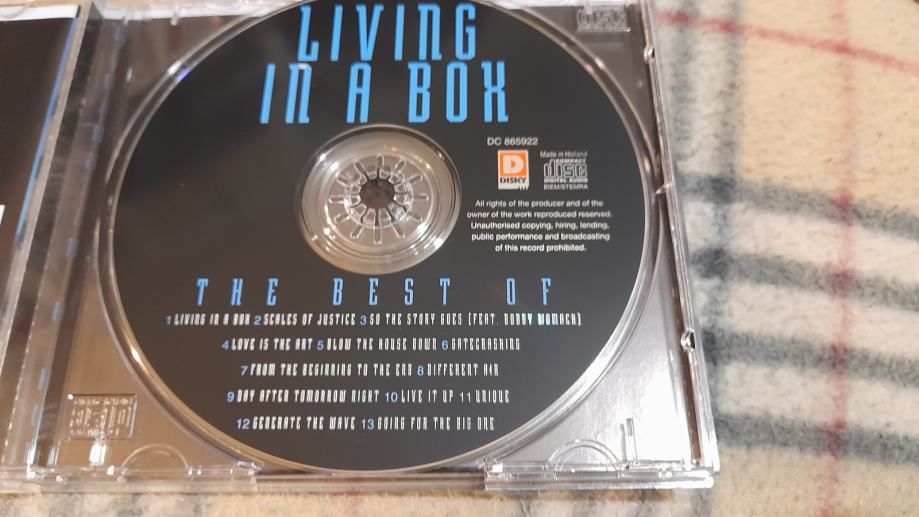 LIVING
IN A BOX
DC 865922
DISKY
Made in Holland
COMPACT
disc
DIGITAL AUDIO
BIEM/STEMRA
All rights of the producer and of the
owner of the work reproduced reserved.
Unauthorised copying, hiring, lending,
public performance and broadcasting
of this record prohibited.
THE BEST OF
1 LIVING IN A BOX 2 SCALES OF JUSTICE 3 SO THE STORY GOES (FEAT. BOBBY WOMACH)
4 LOVE IS THE ART 5 BLOW THE HOUSE DOWN 6 GATECRASHING
7 FROM THE BEGINNING TO THE END 8 DIFFERENT AIR
9 DAY AFTER TOMORROW NIGHT 10 LIVE IT UP 11 UNIQUE
12 GENERATE THE WAVE 13 GOING FOR THE BIG ONE